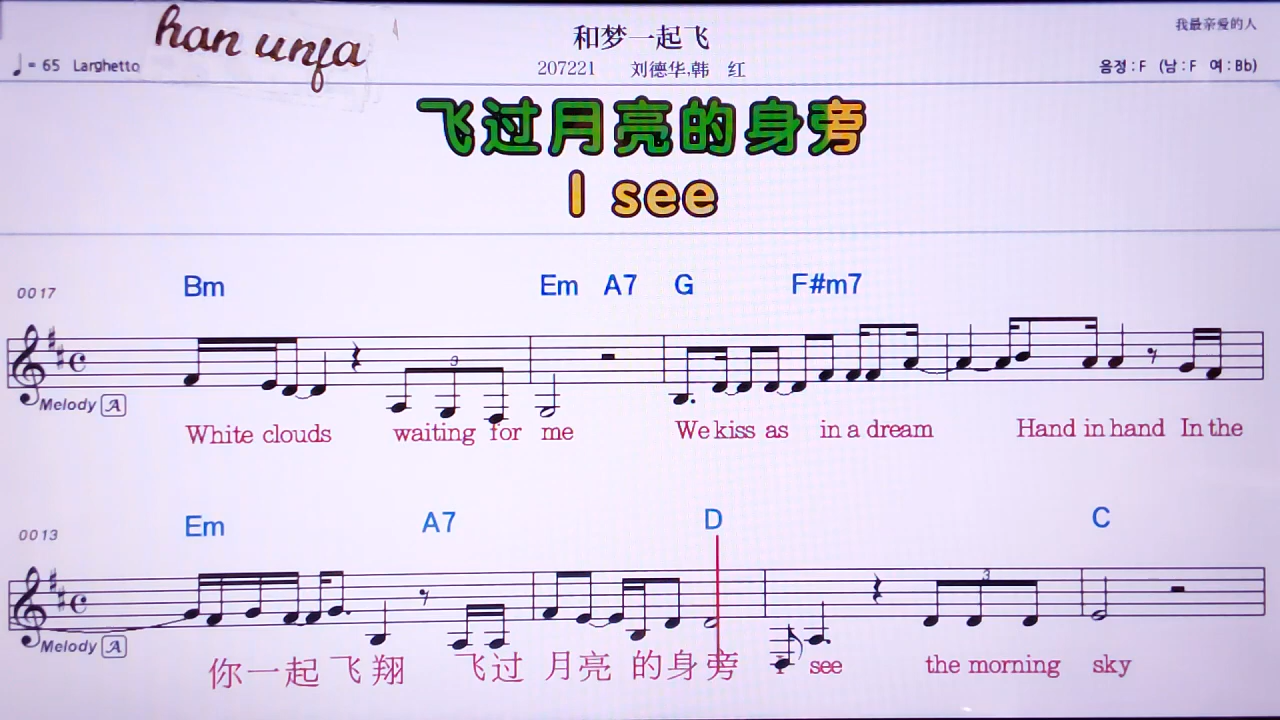 han unfa
和梦一起飞
我最亲爱的人
♩= 65 Larghetto
207221 刘德华,韩 红
음정 : F (남 : F 여 : Bb)
飞过月亮的身旁
I see
0017 Bm Em A7 G F#m7
3
Melody A
White clouds waiting for me We kiss as in a dream Hand in hand In the
0013 Em A7 D C
3
Melody A
你一起飞翔 飞过 月亮 的身旁 I see the morning sky